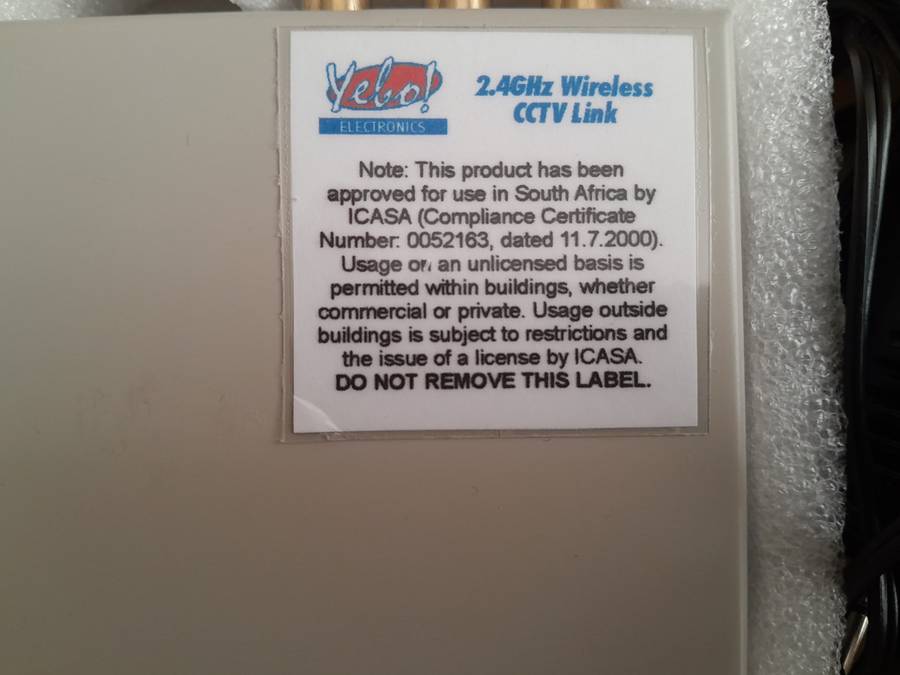 Yebo!
ELECTRONICS
2.4GHz Wireless
CCTV Link
Note: This product has been
approved for use in South Africa by
ICASA (Compliance Certificate
Number: 0052163, dated 11.7.2000).
Usage on an unlicensed basis is
permitted within buildings, whether
commercial or private. Usage outside
buildings is subject to restrictions and
the issue of a license by ICASA.
DO NOT REMOVE THIS LABEL.